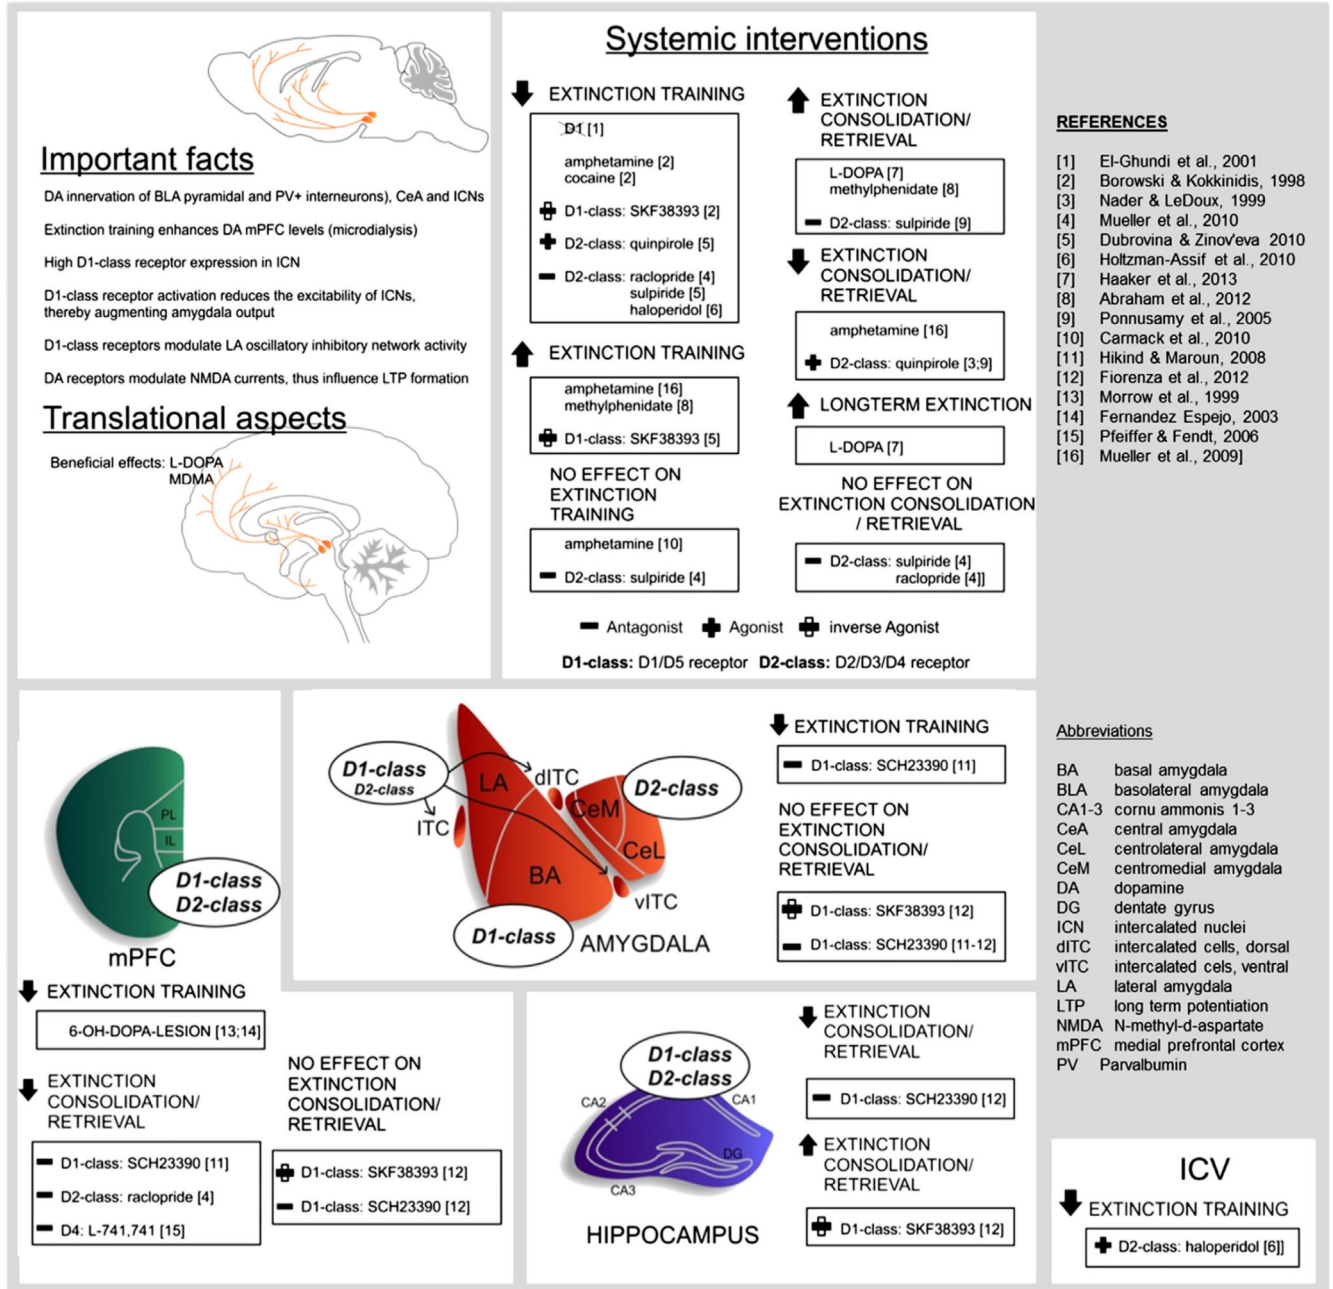 Important facts
DA innervation of BLA pyramidal and PV+ interneurons), CeA and ICNs
Extinction training enhances DA mPFC levels (microdialysis)
High D1-class receptor expression in ICN
D1-class receptor activation reduces the excitability of ICNs,
thereby augmenting amygdala output
D1-class receptors modulate LA oscillatory inhibitory network activity
DA receptors modulate NMDA currents, thus influence LTP formation
Translational aspects
Beneficial effects: L-DOPA
MDMA
Systemic interventions
EXTINCTION TRAINING
D1 [1]
amphetamine [2]
cocaine [2]
D1-class: SKF38393 [2]
D2-class: quinpirole [5]
D2-class: raclopride [4]
sulpiride [5]
haloperidol [6]
EXTINCTION TRAINING
amphetamine [16]
methylphenidate [8]
D1-class: SKF38393 [5]
NO EFFECT ON
EXTINCTION
TRAINING
amphetamine [10]
D2-class: sulpiride [4]
EXTINCTION
CONSOLIDATION/
RETRIEVAL
L-DOPA [7]
methylphenidate [8]
D2-class: sulpiride [9]
EXTINCTION
CONSOLIDATION/
RETRIEVAL
amphetamine [16]
D2-class: quinpirole [3;9]
LONGTERM EXTINCTION
L-DOPA [7]
NO EFFECT ON
EXTINCTION CONSOLIDATION
/ RETRIEVAL
D2-class: sulpiride [4]
raclopride [4]]
Antagonist Agonist inverse Agonist
D1-class: D1/D5 receptor D2-class: D2/D3/D4 receptor
REFERENCES
[1] El-Ghundi et al., 2001
[2] Borowski & Kokkinidis, 1998
[3] Nader & LeDoux, 1999
[4] Mueller et al., 2010
[5] Dubrovina & Zinov'eva 2010
[6] Holtzman-Assif et al., 2010
[7] Haaker et al., 2013
[8] Abraham et al., 2012
[9] Ponnusamy et al., 2005
[10] Carmack et al., 2010
[11] Hikind & Maroun, 2008
[12] Fiorenza et al., 2012
[13] Morrow et al., 1999
[14] Fernandez Espejo, 2003
[15] Pfeiffer & Fendt, 2006
[16] Mueller et al., 2009]
PL
IL
D1-class
D2-class
mPFC
EXTINCTION TRAINING
6-OH-DOPA-LESION [13;14]
EXTINCTION
CONSOLIDATION/
RETRIEVAL
D1-class: SCH23390 [11]
D2-class: raclopride [4]
D4: L-741,741 [15]
NO EFFECT ON
EXTINCTION
CONSOLIDATION/
RETRIEVAL
D1-class: SKF38393 [12]
D1-class: SCH23390 [12]
D1-class
D2-class
LA
dITC
D2-class
CeM
ITC
CeL
BA
vITC
D1-class
AMYGDALA
EXTINCTION TRAINING
D1-class: SCH23390 [11]
NO EFFECT ON
EXTINCTION
CONSOLIDATION/
RETRIEVAL
D1-class: SKF38393 [12]
D1-class: SCH23390 [11-12]
D1-class
D2-class
CA2
CA1
DG
CA3
HIPPOCAMPUS
EXTINCTION
CONSOLIDATION/
RETRIEVAL
D1-class: SCH23390 [12]
EXTINCTION
CONSOLIDATION/
RETRIEVAL
D1-class: SKF38393 [12]
Abbreviations
BA basal amygdala
BLA basolateral amygdala
CA1-3 cornu ammonis 1-3
CeA central amygdala
CeL centrolateral amygdala
CeM centromedial amygdala
DA dopamine
DG dentate gyrus
ICN intercalated nuclei
dITC intercalated cells, dorsal
vITC intercalated cels, ventral
LA lateral amygdala
LTP long term potentiation
NMDA N-methyl-d-aspartate
mPFC medial prefrontal cortex
PV Parvalbumin
ICV
EXTINCTION TRAINING
D2-class: haloperidol [6]]